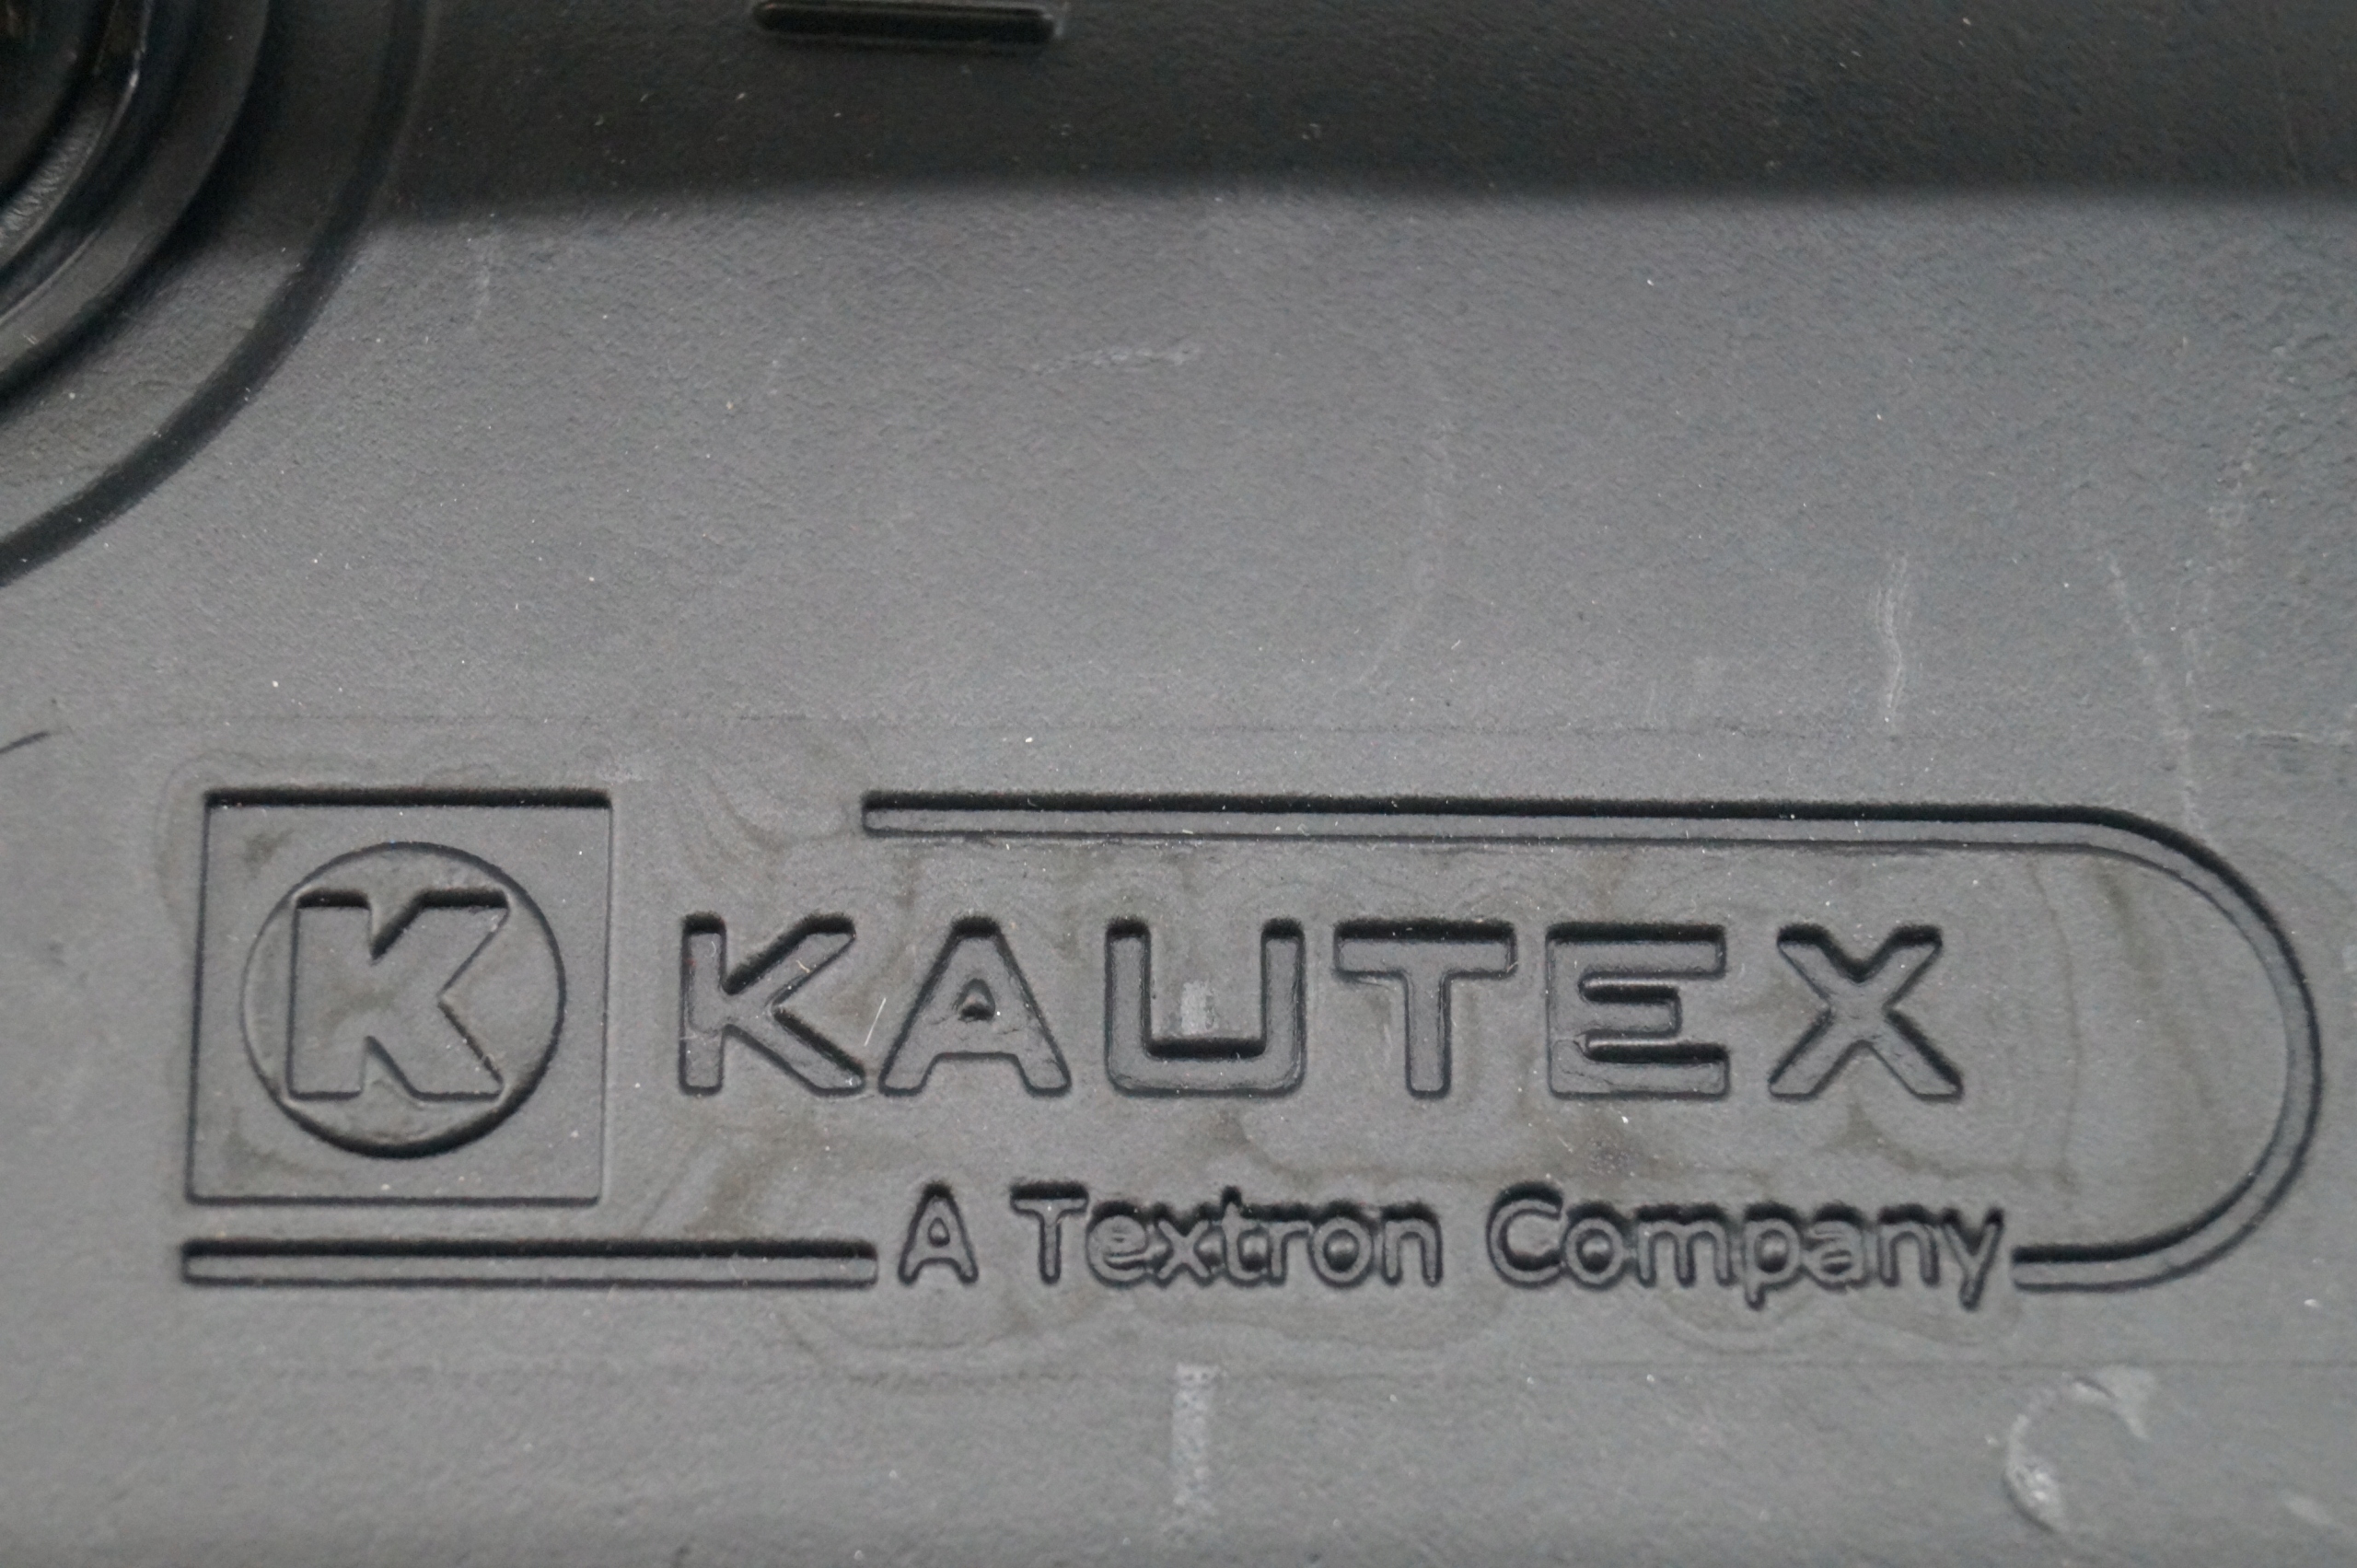 K KAUTEX
A Textron Company